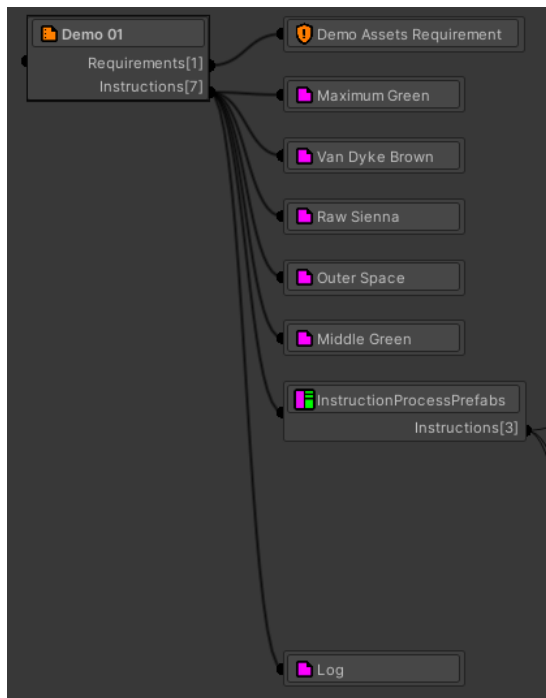 Demo 01
Requirements[1]
Instructions[7]
Demo Assets Requirement
Maximum Green
Van Dyke Brown
Raw Sienna
Outer Space
Middle Green
InstructionProcessPrefabs
Instructions[3]
Log